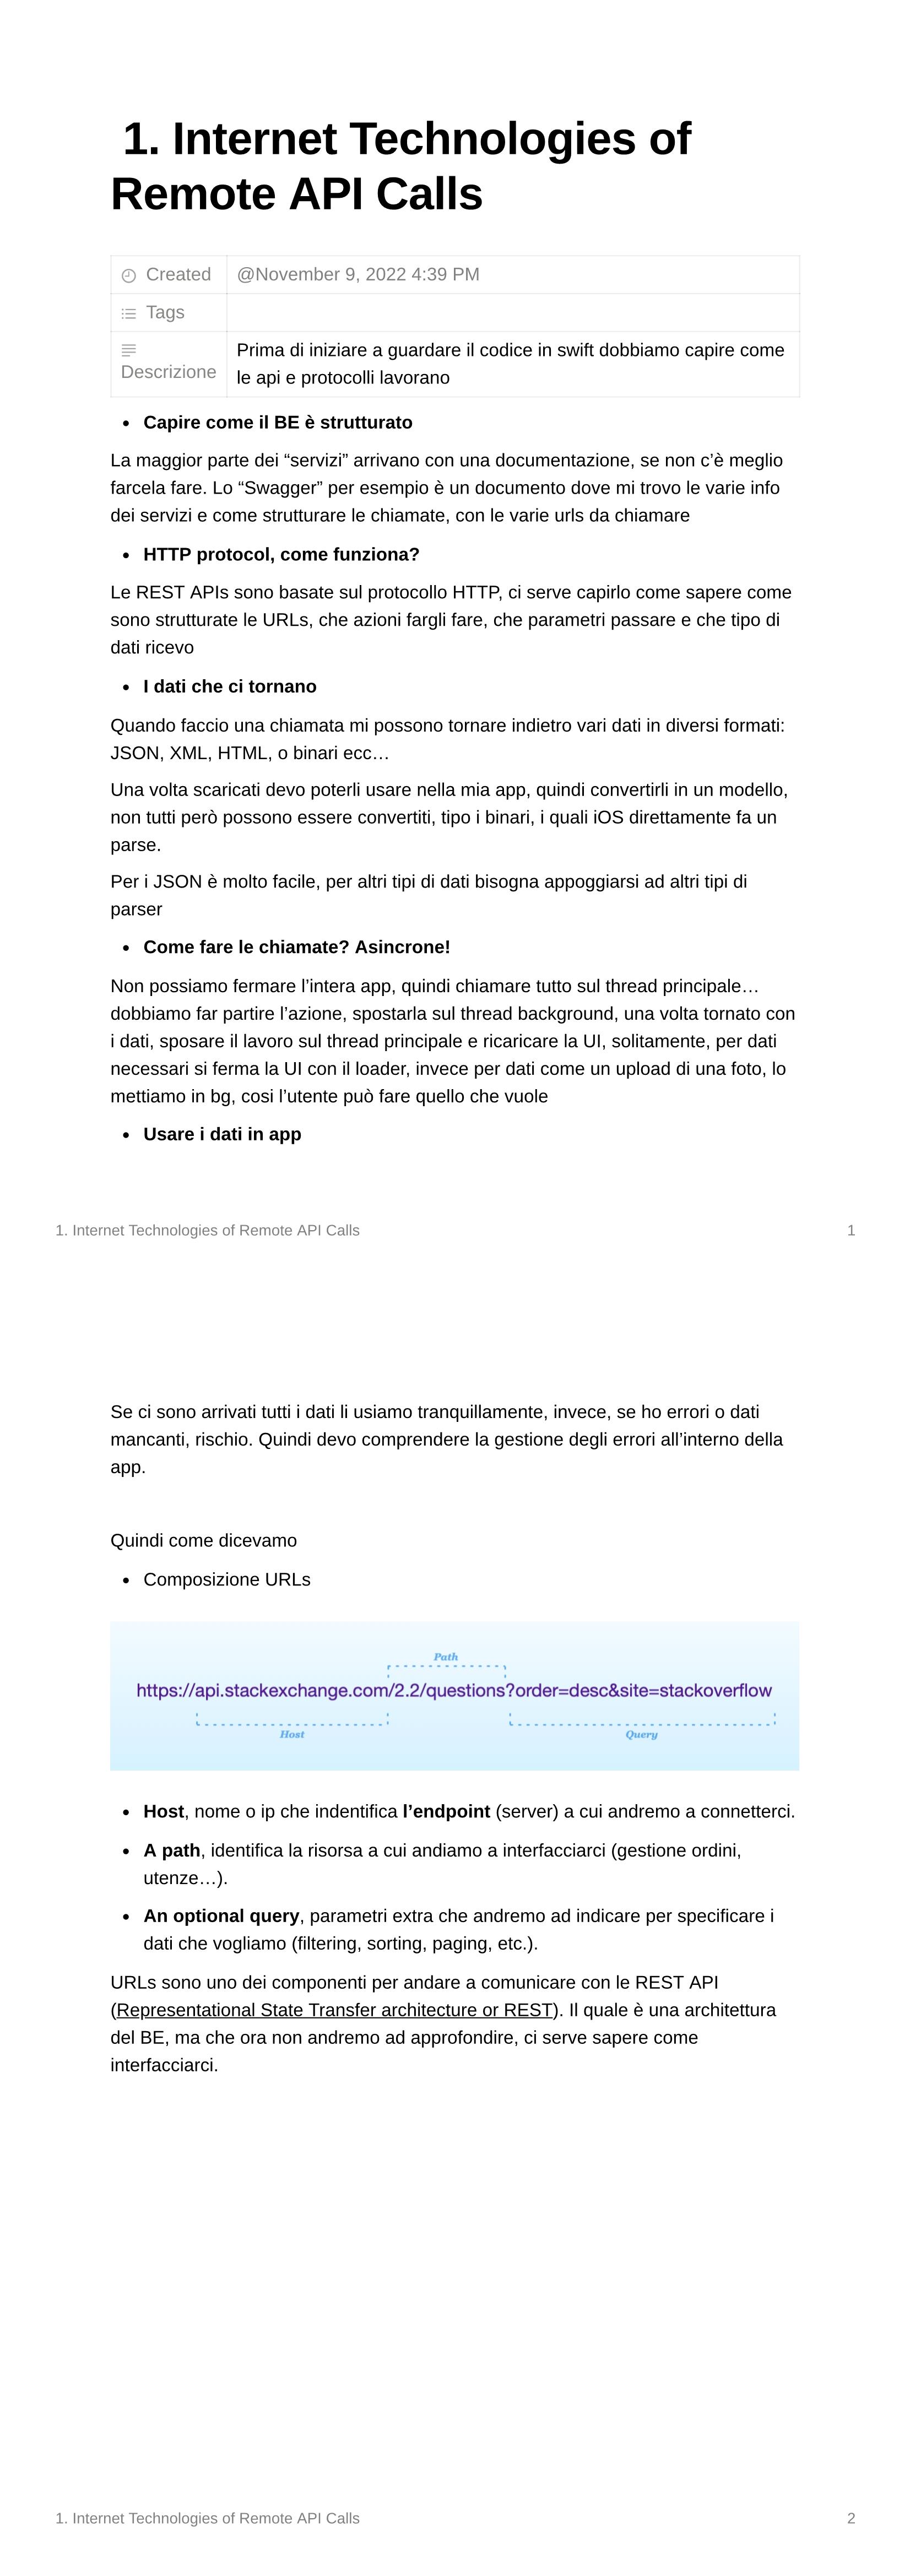 1. Internet Technologies of
Remote API Calls
Created @November 9, 2022 4:39 PM
Tags
Descrizione
Prima di iniziare a guardare il codice in swift dobbiamo capire come
le api e protocolli lavorano
• Capire come il BE è strutturato
La maggior parte dei “servizi” arrivano con una documentazione, se non c’è meglio
farcela fare. Lo “Swagger” per esempio è un documento dove mi trovo le varie info
dei servizi e come strutturare le chiamate, con le varie urls da chiamare
• HTTP protocol, come funziona?
Le REST APIs sono basate sul protocollo HTTP, ci serve capirlo come sapere come
sono strutturate le URLs, che azioni fargli fare, che parametri passare e che tipo di
dati ricevo
• I dati che ci tornano
Quando faccio una chiamata mi possono tornare indietro vari dati in diversi formati:
JSON, XML, HTML, o binari ecc…
Una volta scaricati devo poterli usare nella mia app, quindi convertirli in un modello,
non tutti però possono essere convertiti, tipo i binari, i quali iOS direttamente fa un
parse.
Per i JSON è molto facile, per altri tipi di dati bisogna appoggiarsi ad altri tipi di
parser
• Come fare le chiamate? Asincrone!
Non possiamo fermare l’intera app, quindi chiamare tutto sul thread principale…
dobbiamo far partire l’azione, spostarla sul thread background, una volta tornato con
i dati, sposare il lavoro sul thread principale e ricaricare la UI, solitamente, per dati
necessari si ferma la UI con il loader, invece per dati come un upload di una foto, lo
mettiamo in bg, cosi l’utente può fare quello che vuole
• Usare i dati in app
1. Internet Technologies of Remote API Calls 1
Se ci sono arrivati tutti i dati li usiamo tranquillamente, invece, se ho errori o dati
mancanti, rischio. Quindi devo comprendere la gestione degli errori all’interno della
app.
Quindi come dicevamo
• Composizione URLs
Path
https://api.stackexchange.com/2.2/questions?order=desc&site=stackoverflow
Host Query
• Host, nome o ip che indentifica l’endpoint (server) a cui andremo a connetterci.
• A path, identifica la risorsa a cui andiamo a interfacciarci (gestione ordini,
utenze…).
• An optional query, parametri extra che andremo ad indicare per specificare i
dati che vogliamo (filtering, sorting, paging, etc.).
URLs sono uno dei componenti per andare a comunicare con le REST API
(Representational State Transfer architecture or REST). Il quale è una architettura
del BE, ma che ora non andremo ad approfondire, ci serve sapere come
interfacciarci.
1. Internet Technologies of Remote API Calls 2